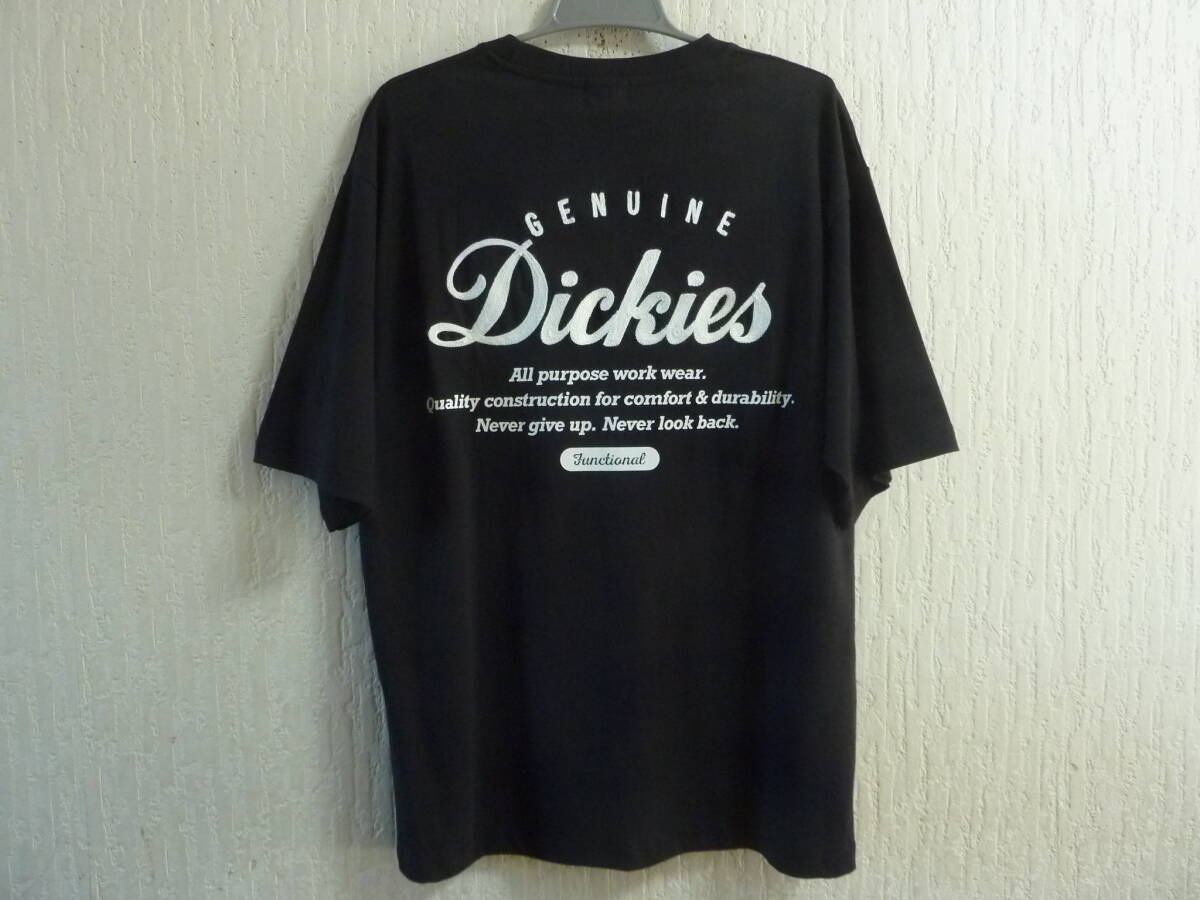 GENUINE
Dickies
All purpose work wear.
Quality construction for comfort & durability.
Never give up. Never look back.
Functional